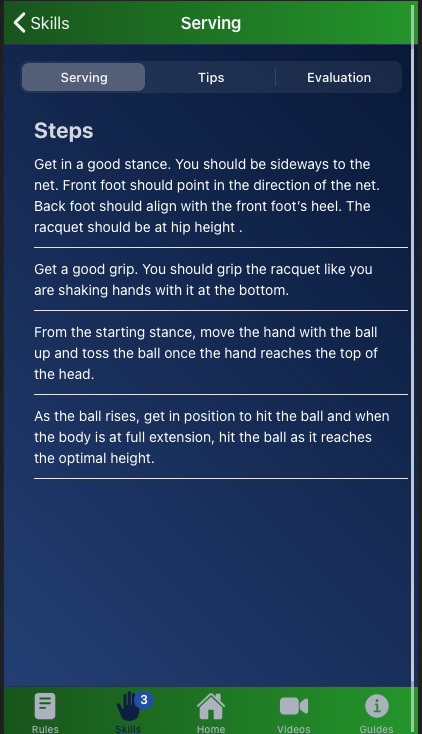 Skills
Serving
Serving
Tips
Evaluation
Steps
Get in a good stance. You should be sideways to the
net. Front foot should point in the direction of the net.
Back foot should align with the front foot's heel. The
racquet should be at hip height .
Get a good grip. You should grip the racquet like you
are shaking hands with it at the bottom.
From the starting stance, move the hand with the ball
up and toss the ball once the hand reaches the top of
the head.
As the ball rises, get in position to hit the ball and when
the body is at full extension, hit the ball as it reaches
the optimal height.
3
Rules
Skills
Home
Videos
Guides